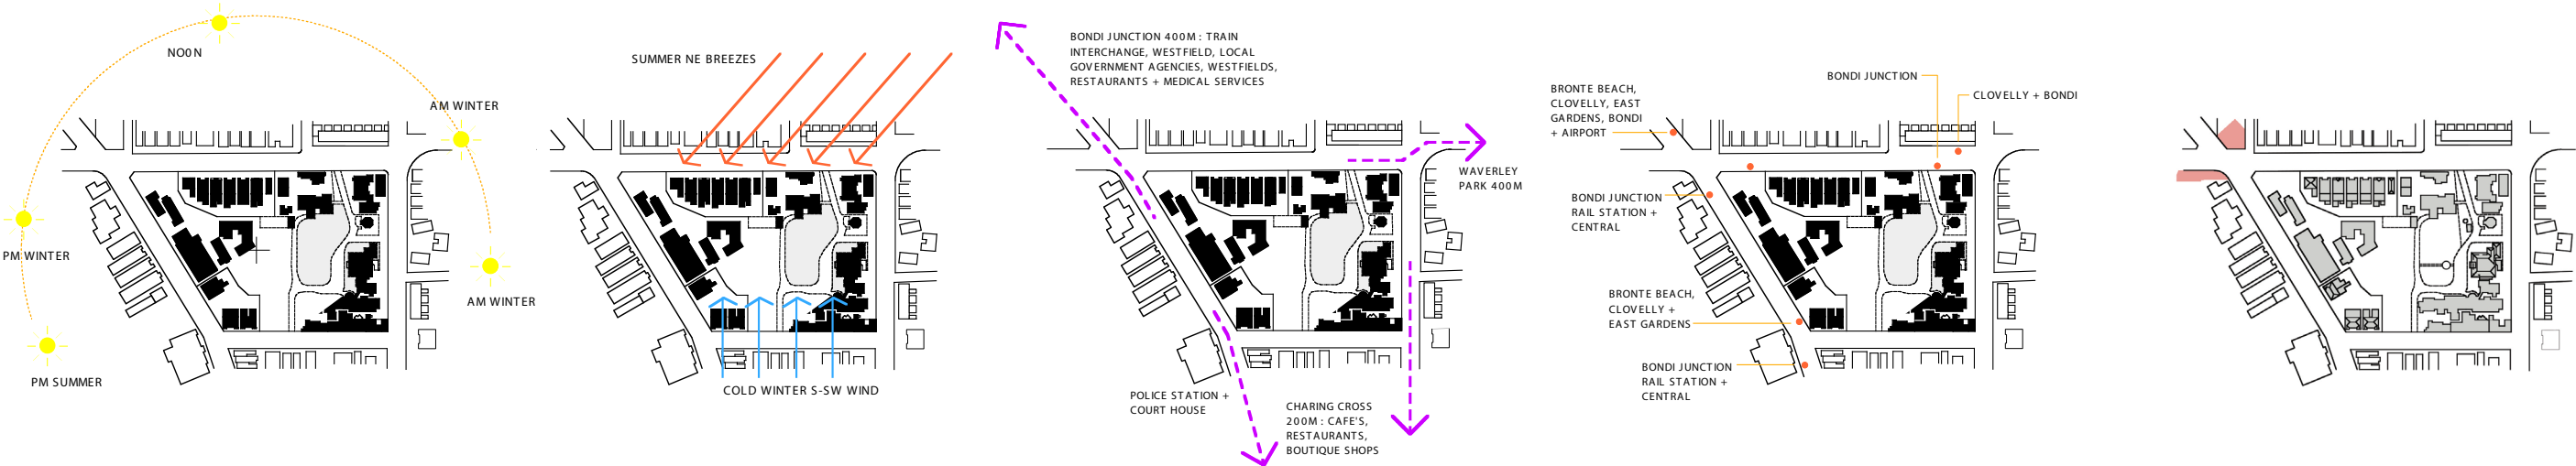 NO0N
AM WINTER
PM WINTER
AM WINTER
PM SUMMER
SUMMER NE BREEZES
COLD WINTER S-SW WIND
BONDI JUNCTION 400M : TRAIN
INTERCHANGE, WESTFIELD, LOCAL
GOVERNMENT AGENCIES, WESTFIELDS,
RESTAURANTS + MEDICAL SERVICES
WAVERLEY
PARK 400M
POLICE STATION +
COURT HOUSE
CHARING CROSS
200M : CAFE'S,
RESTAURANTS,
BOUTIQUE SHOPS
BRONTE BEACH,
CLOVELLY, EAST
GARDENS, BONDI
+ AIRPORT
BONDI JUNCTION
CLOVELLY + BONDI
BONDI JUNCTION
RAIL STATION +
CENTRAL
BRONTE BEACH,
CLOVELLY +
EAST GARDENS
BONDI JUNCTION
RAIL STATION +
CENTRAL